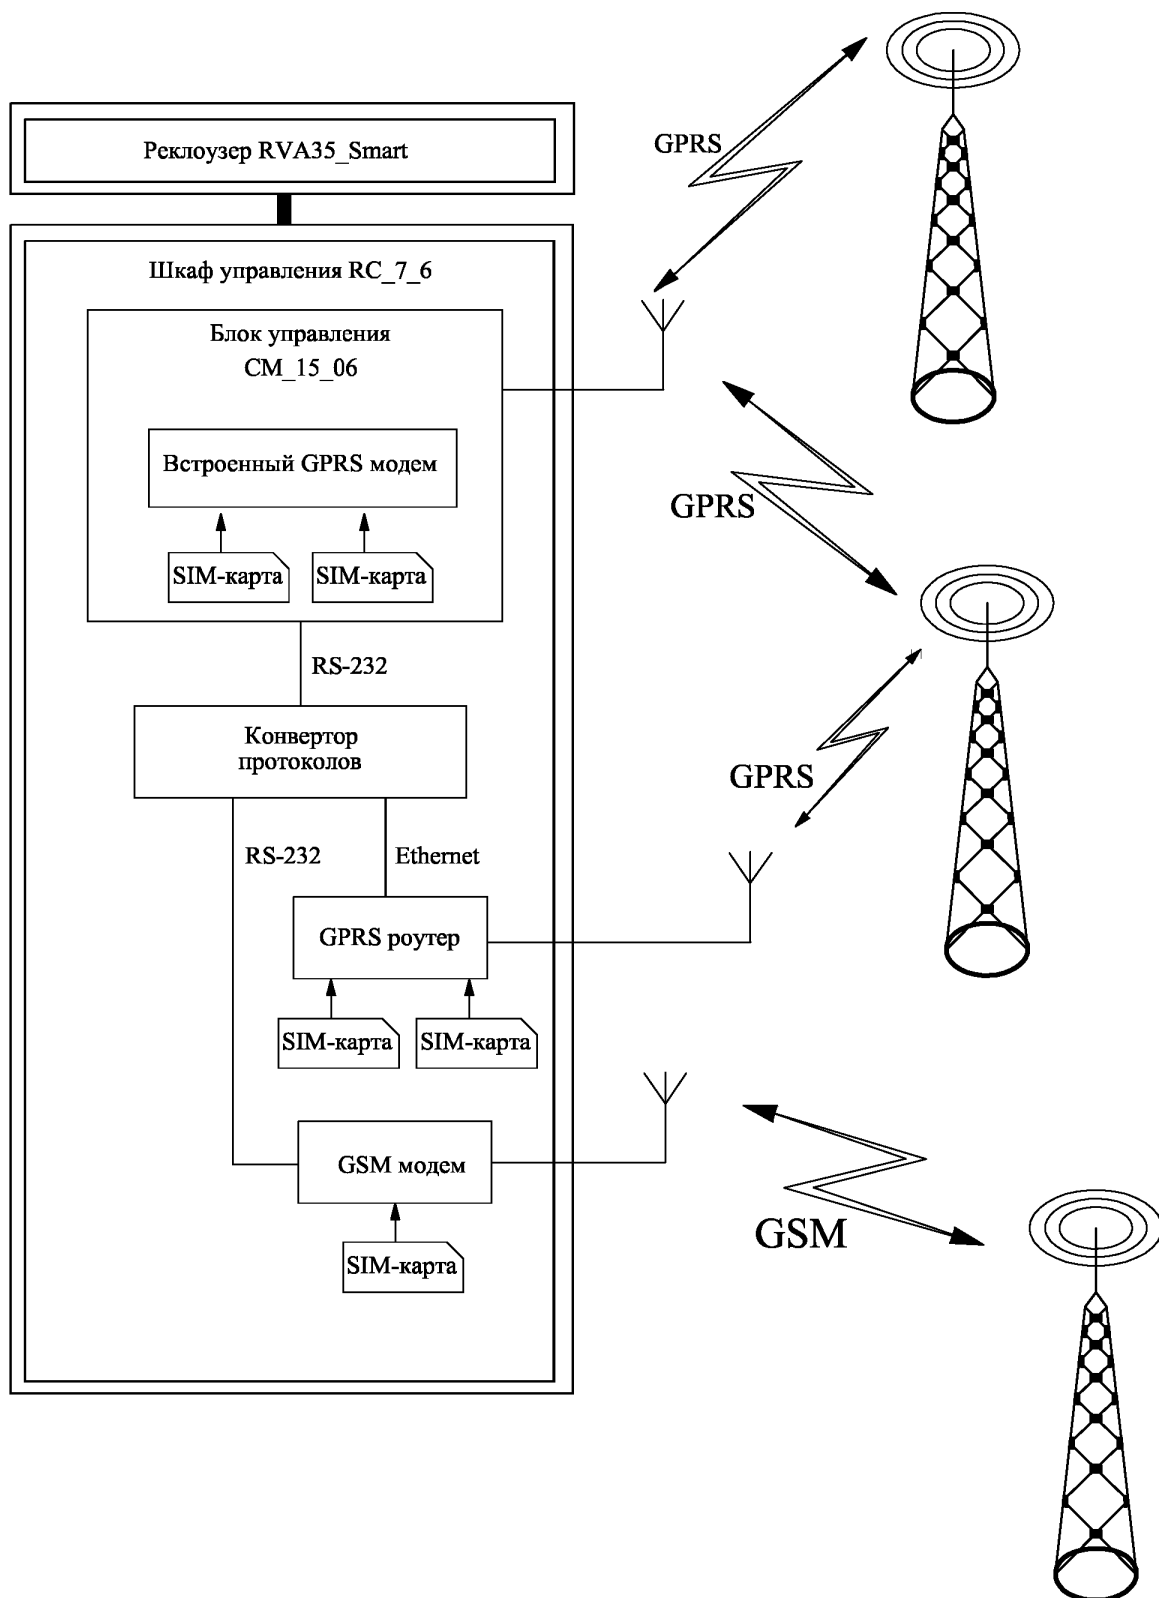 Реклоузер RVA35_Smart
GPRS
Шкаф управления RC_7_6
Блок управления
CM_15_06
Встроенный GPRS модем
SIM-карта
SIM-карта
GPRS
RS-232
Конвертор
протоколов
GPRS
RS-232
Ethernet
GPRS роутер
SIM-карта
SIM-карта
GSM модем
GSM
SIM-карта